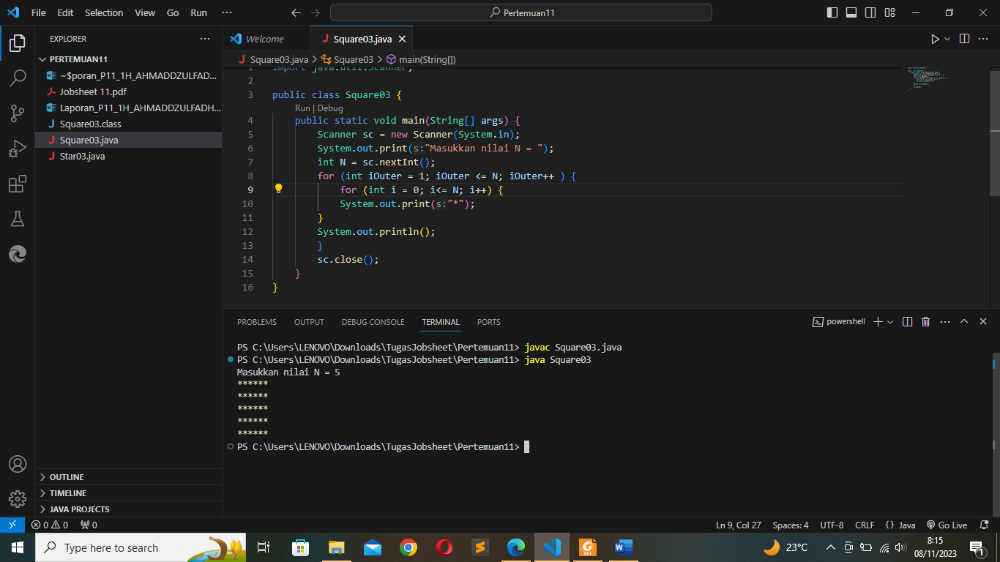 File Edit Selection View Go Run ···
Pertemuan11
EXPLORER ···
PERTEMUAN11
~$poran_P11_1H_AHMADDZULFAD...
Jobsheet 11.pdf
Laporan_P11_1H_AHMADDZULFADH...
Square03.class
Square03.java
Star03.java
OUTLINE
TIMELINE
JAVA PROJECTS
Welcome
Square03.java
Square03.java > Square03 > main(String[])
1 import java.util.Scanner;
2
3 public class Square03 {
Run | Debug
4 public static void main(String[] args) {
5 Scanner sc = new Scanner(System.in);
6 System.out.print(s:"Masukkan nilai N = ");
7 int N = sc.nextInt();
8 for (int iOuter = 1; iOuter <= N; iOuter++ ) {
9 for (int i = 0; i<= N; i++) {
10 System.out.print(s:"*");
11 }
12 System.out.println();
13 }
14 sc.close();
15 }
16 }
PROBLEMS OUTPUT DEBUG CONSOLE TERMINAL PORTS
powershell
PS C:\Users\LENOVO\Downloads\TugasJobsheet\Pertemuan11> javac Square03.java
PS C:\Users\LENOVO\Downloads\TugasJobsheet\Pertemuan11> java Square03
Masukkan nilai N = 5
******
******
******
******
******
PS C:\Users\LENOVO\Downloads\TugasJobsheet\Pertemuan11>
0 0 0
Ln 9, Col 27 Spaces: 4 UTF-8 CRLF {} Java Go Live
Type here to search
23°C
8:15
08/11/2023
1